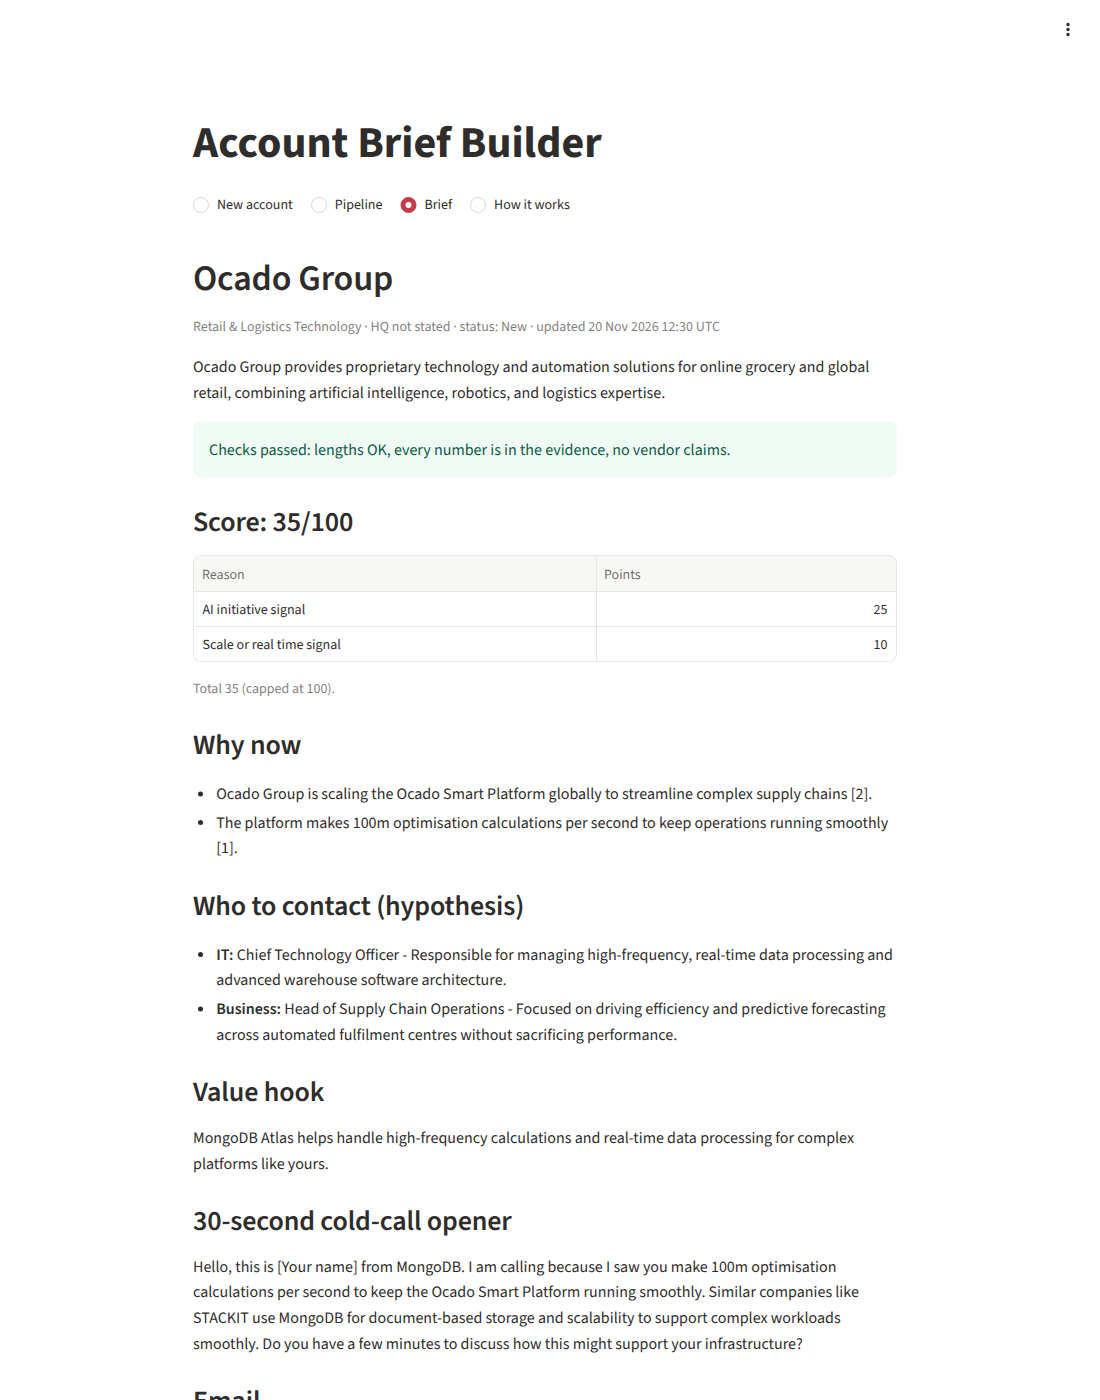 Account Brief Builder
New account
Pipeline
Brief
How it works
Ocado Group
Retail & Logistics Technology · HQ not stated · status: New · updated 20 Nov 2026 12:30 UTC
Ocado Group provides proprietary technology and automation solutions for online grocery and global
retail, combining artificial intelligence, robotics, and logistics expertise.
Checks passed: lengths OK, every number is in the evidence, no vendor claims.
Score: 35/100
Reason Points
AI initiative signal 25
Scale or real time signal 10
Total 35 (capped at 100).
Why now
• Ocado Group is scaling the Ocado Smart Platform globally to streamline complex supply chains [2].
• The platform makes 100m optimisation calculations per second to keep operations running smoothly
[1].
Who to contact (hypothesis)
• IT: Chief Technology Officer - Responsible for managing high-frequency, real-time data processing and
advanced warehouse software architecture.
• Business: Head of Supply Chain Operations - Focused on driving efficiency and predictive forecasting
across automated fulfilment centres without sacrificing performance.
Value hook
MongoDB Atlas helps handle high-frequency calculations and real-time data processing for complex
platforms like yours.
30-second cold-call opener
Hello, this is [Your name] from MongoDB. I am calling because I saw you make 100m optimisation
calculations per second to keep the Ocado Smart Platform running smoothly. Similar companies like
STACKIT use MongoDB for document-based storage and scalability to support complex workloads
smoothly. Do you have a few minutes to discuss how this might support your infrastructure?
Email